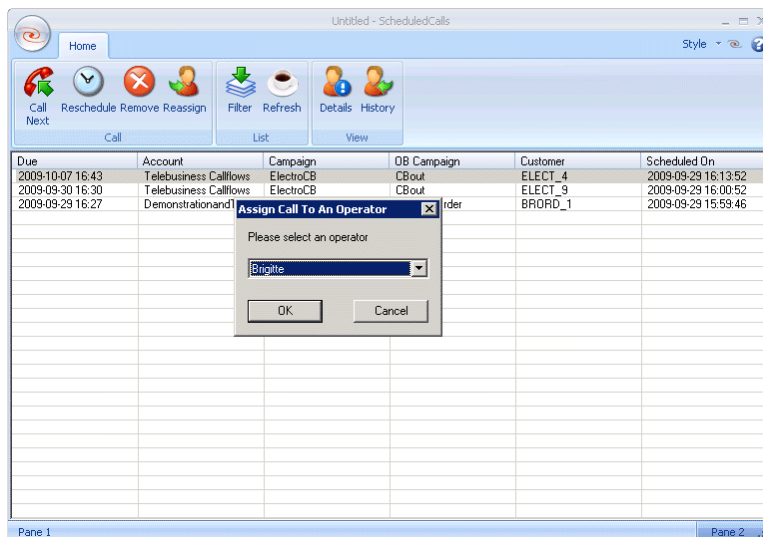 Untitled - ScheduledCalls
Home
Style
Call Next
Reschedule
Remove
Reassign
Filter
Refresh
Details
History
Call
List
View
Due Account Campaign OB Campaign Customer Scheduled On
2009-10-07 16:43 Telebusiness Callflows ElectroCB CBout ELECT_4 2009-09-29 16:13:52
2009-09-30 16:30 Telebusiness Callflows ElectroCB CBout ELECT_9 2009-09-29 16:00:52
2009-09-29 16:27 BRORD_1 2009-09-29 15:59:46
Assign Call To An Operator
Please select an operator
Brigitte
OK Cancel
Pane 1 Pane 2